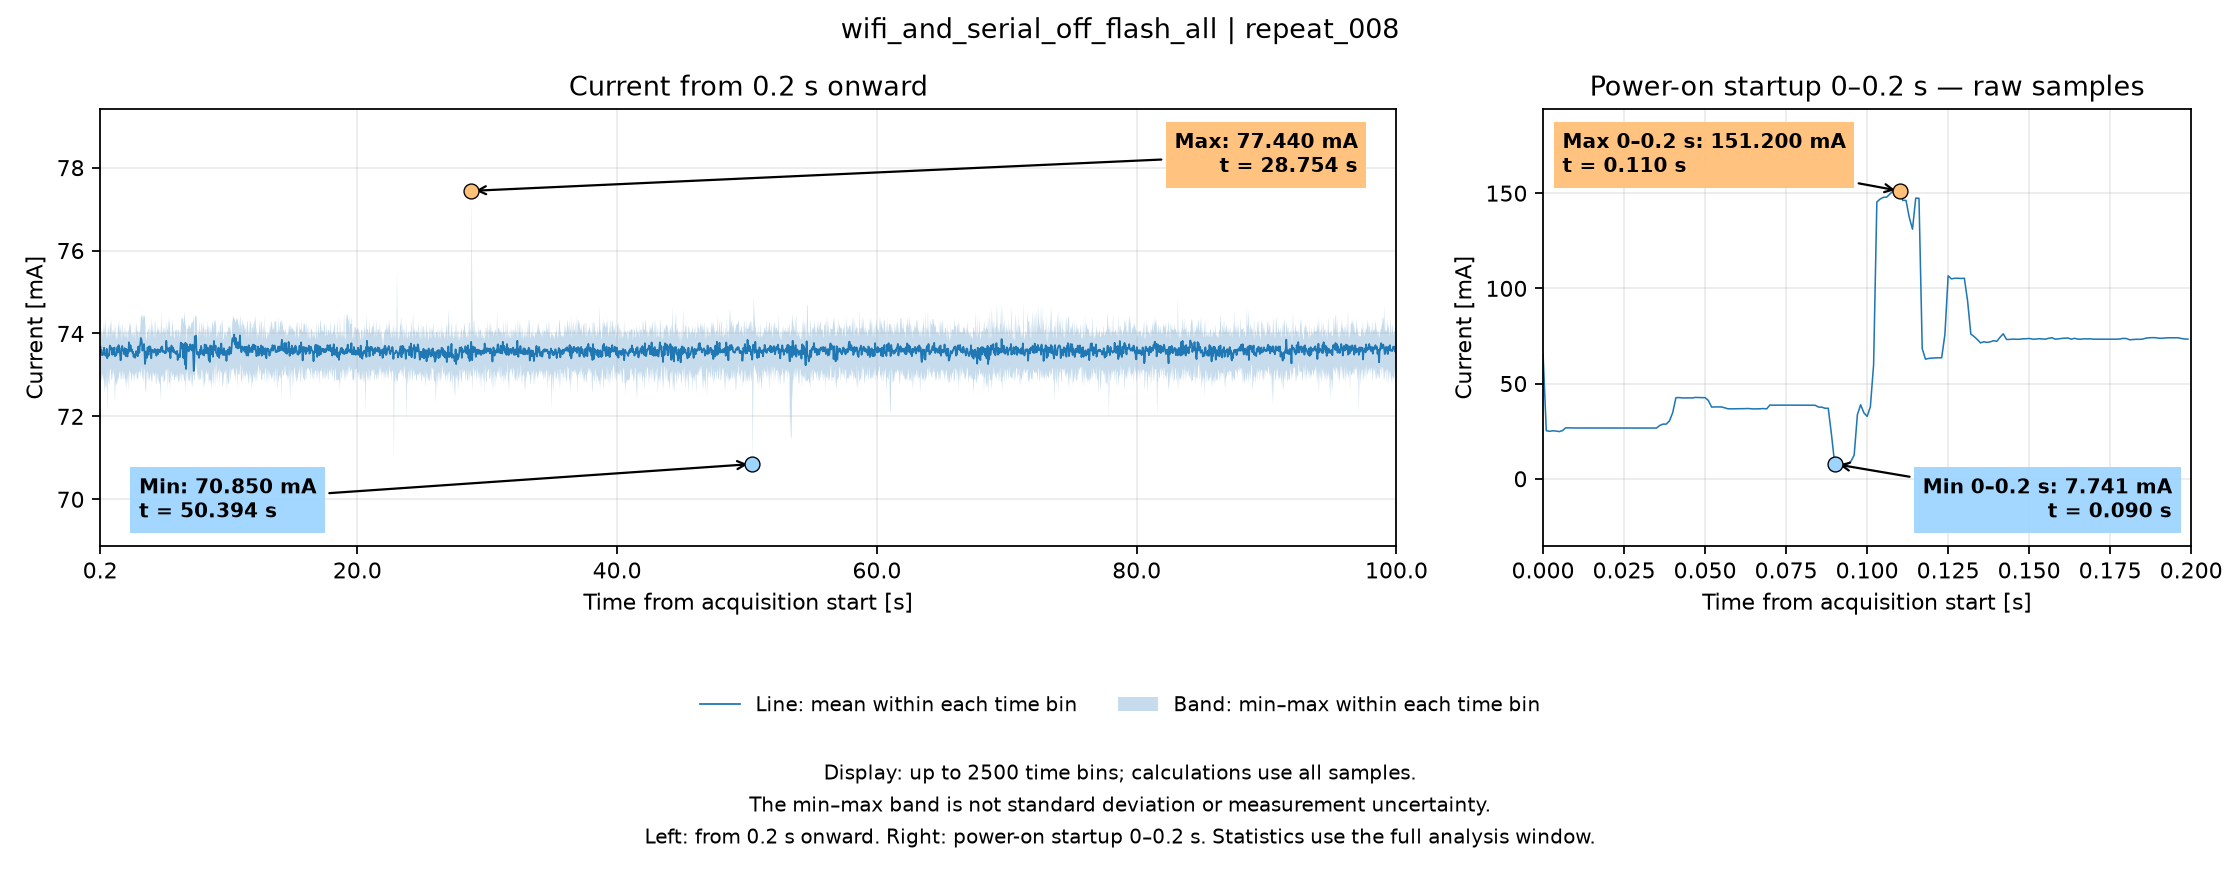 wifi_and_serial_off_flash_all | repeat_008
Current from 0.2 s onward
Max: 77.440 mA
t = 28.754 s
Min: 70.850 mA
t = 50.394 s
Current [mA]
78
76
74
72
70
0.2
20.0
40.0
60.0
80.0
100.0
Time from acquisition start [s]
Power-on startup 0–0.2 s — raw samples
Max 0–0.2 s: 151.200 mA
t = 0.110 s
Min 0–0.2 s: 7.741 mA
t = 0.090 s
Current [mA]
150
100
50
0
0.000
0.025
0.050
0.075
0.100
0.125
0.150
0.175
0.200
Time from acquisition start [s]
Line: mean within each time bin
Band: min–max within each time bin
Display: up to 2500 time bins; calculations use all samples.
The min–max band is not standard deviation or measurement uncertainty.
Left: from 0.2 s onward. Right: power-on startup 0–0.2 s. Statistics use the full analysis window.